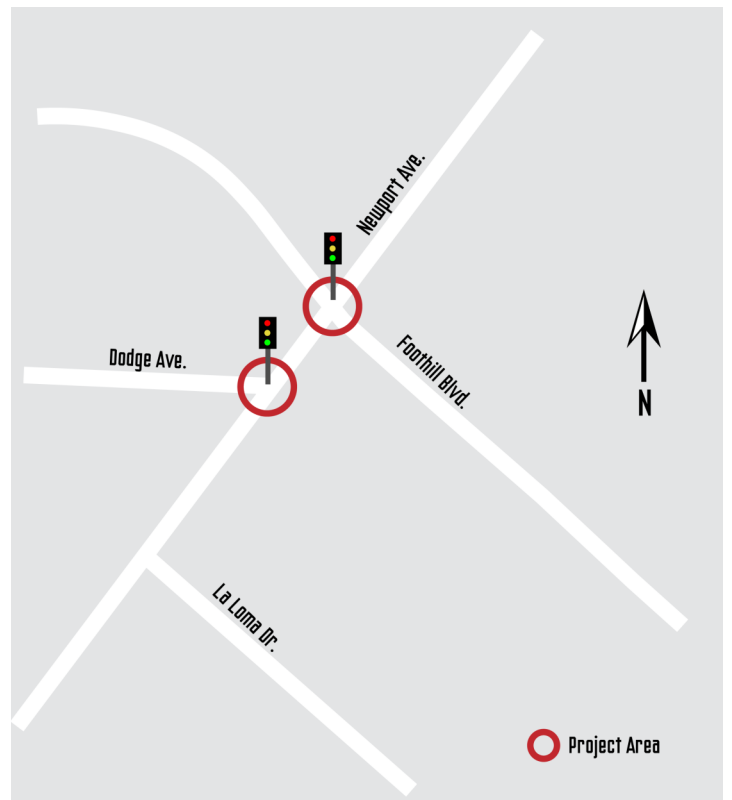 Newport Ave.
Dodge Ave.
Foothill Blvd.
N
La Loma Dr.
Project Area